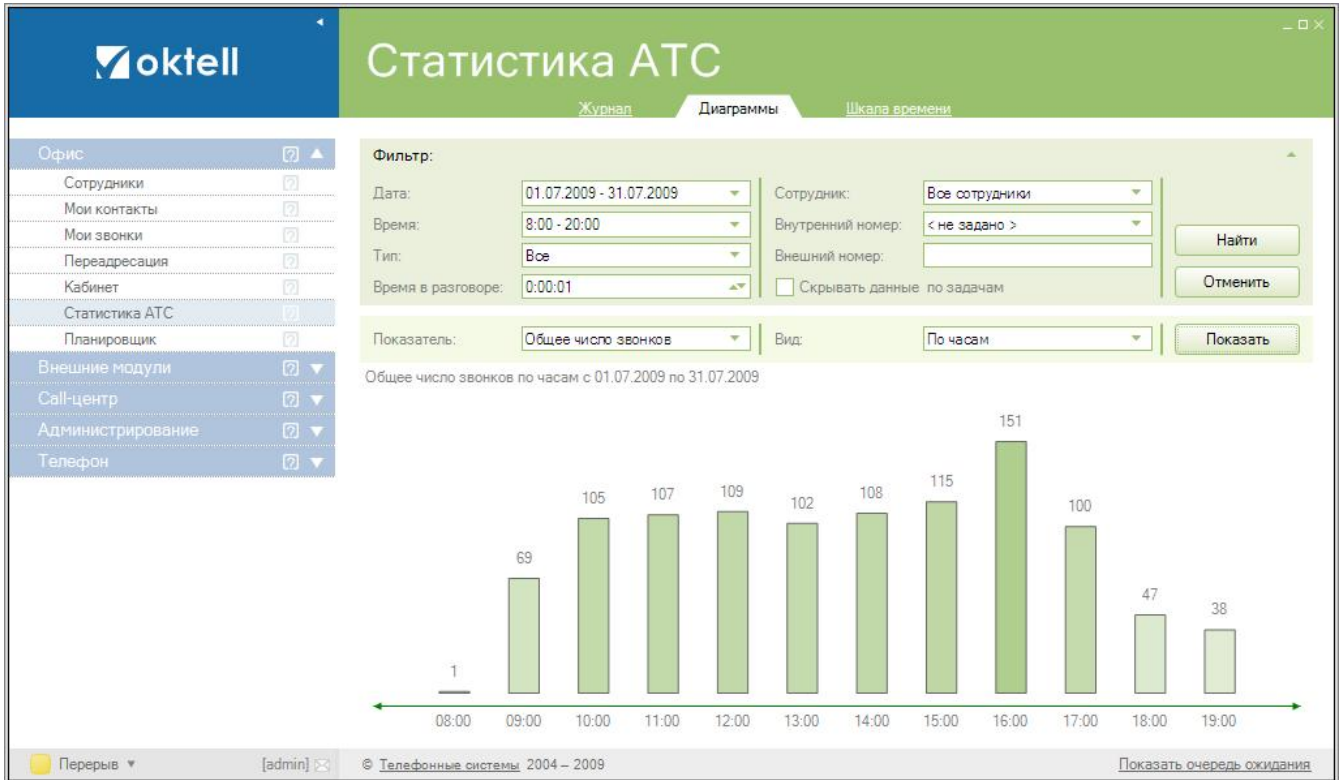 oktell
Статистика АТС
Журнал Диаграммы Шкала времени
Офис
Сотрудники
Мои контакты
Мои звонки
Переадресация
Кабинет
Статистика АТС
Планировщик
Внешние модули
Call-центр
Администрирование
Телефон
Фильтр:
Дата: 01.07.2009 - 31.07.2009 Сотрудник: Все сотрудники
Время: 8:00 - 20:00 Внутренний номер: < не задано >
Тип: Все Внешний номер:
Время в разговоре: 0:00:01 Скрывать данные по задачам
Найти
Отменить
Показатель: Общее число звонков Вид: По часам Показать
Общее число звонков по часам с 01.07.2009 по 31.07.2009
1 69 105 107 109 102 108 115 151 100 47 38
08:00 09:00 10:00 11:00 12:00 13:00 14:00 15:00 16:00 17:00 18:00 19:00
Перерыв [admin] © Телефонные системы 2004 – 2009 Показать очередь ожидания